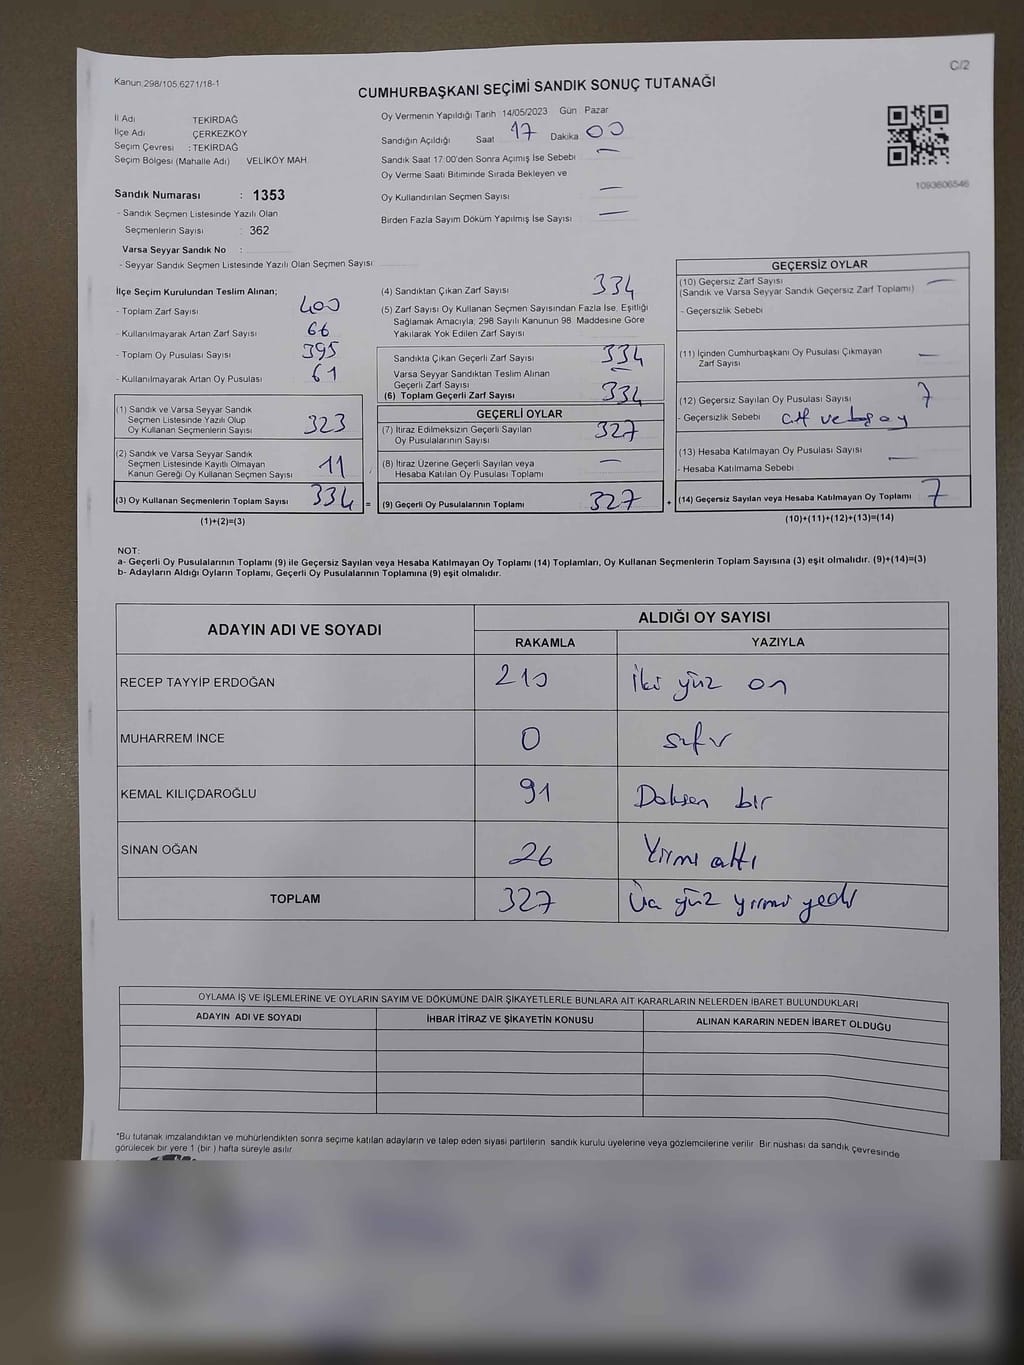 Kanun,298/105,6271/18-1
C/2
CUMHURBAŞKANI SEÇİMİ SANDIK SONUÇ TUTANAĞI
İl Adı TEKİRDAĞ
İlçe Adı ÇERKEZKÖY
Seçim Çevresi : TEKİRDAĞ
Seçim Bölgesi (Mahalle Adı) VELİKÖY MAH.
Oy Vermenin Yapıldığı Tarih 14/05/2023 Gün Pazar
Sandığın Açıldığı Saat 17 Dakika 00
Sandık Saat 17:00'den Sonra Açımış İse Sebebi —
Oy Verme Saati Bitiminde Sırada Bekleyen ve
Oy Kullandırılan Seçmen Sayısı —
Birden Fazla Sayım Döküm Yapılmış İse Sayısı —
1093606546
Sandık Numarası : 1353
- Sandık Seçmen Listesinde Yazılı Olan
Seçmenlerin Sayısı : 362
Varsa Seyyar Sandık No :
- Seyyar Sandık Seçmen Listesinde Yazılı Olan Seçmen Sayısı:
İlçe Seçim Kurulundan Teslim Alınan;
- Toplam Zarf Sayısı 400
- Kullanılmayarak Artan Zarf Sayısı 66
- Toplam Oy Pusulası Sayısı 395
- Kullanılmayarak Artan Oy Pusulası 61
(1) Sandık ve Varsa Seyyar Sandık
Seçmen Listesinde Yazılı Olup
Oy Kullanan Seçmenlerin Sayısı 323
(2) Sandık ve Varsa Seyyar Sandık
Seçmen Listesinde Kayıtlı Olmayan
Kanun Gereği Oy Kullanan Seçmen Sayısı 11
(3) Oy Kullanan Seçmenlerin Toplam Sayısı 334 =
(1)+(2)=(3)
(4) Sandıktan Çıkan Zarf Sayısı 334
(5) Zarf Sayısı Oy Kullanan Seçmen Sayısından Fazla İse, Eşitliği
Sağlamak Amacıyla; 298 Sayılı Kanunun 98. Maddesine Göre
Yakılarak Yok Edilen Zarf Sayısı
Sandıkta Çıkan Geçerli Zarf Sayısı 334
Varsa Seyyar Sandıktan Teslim Alınan
Geçerli Zarf Sayısı —
(6) Toplam Geçerli Zarf Sayısı 334
GEÇERLİ OYLAR
(7) İtiraz Edilmeksizin Geçerli Sayılan
Oy Pusulalarının Sayısı 327
(8) İtiraz Üzerine Geçerli Sayılan veya
Hesaba Katılan Oy Pusulası Toplamı —
(9) Geçerli Oy Pusulalarının Toplamı 327 +
GEÇERSİZ OYLAR
(10) Geçersiz Zarf Sayısı —
(Sandık ve Varsa Seyyar Sandık Geçersiz Zarf Toplamı)
- Geçersizlik Sebebi
(11) İçinden Cumhurbaşkanı Oy Pusulası Çıkmayan
Zarf Sayısı —
(12) Geçersiz Sayılan Oy Pusulası Sayısı 7
- Geçersizlik Sebebi çift ve boş oy
(13) Hesaba Katılmayan Oy Pusulası Sayısı —
- Hesaba Katılmama Sebebi
(14) Geçersiz Sayılan veya Hesaba Katılmayan Oy Toplamı 7
(10)+(11)+(12)+(13)=(14)
NOT:
a- Geçerli Oy Pusulalarının Toplamı (9) ile Geçersiz Sayılan veya Hesaba Katılmayan Oy Toplamı (14) Toplamları, Oy Kullanan Seçmenlerin Toplam Sayısına (3) eşit olmalıdır. (9)+(14)=(3)
b- Adayların Aldığı Oyların Toplamı, Geçerli Oy Pusulalarının Toplamına (9) eşit olmalıdır.
ADAYIN ADI VE SOYADI ALDIĞI OY SAYISI
RAKAMLA YAZIYLA
RECEP TAYYİP ERDOĞAN 210 İki yüz on
MUHARREM İNCE 0 sıfır
KEMAL KILIÇDAROĞLU 91 Doksen bir
SİNAN OĞAN 26 Yirmi altı
TOPLAM 327 Üç yüz yirmi yedi
OYLAMA İŞ VE İŞLEMLERİNE VE OYLARIN SAYIM VE DÖKÜMÜNE DAİR ŞİKAYETLERLE BUNLARA AİT KARARLARIN NELERDEN İBARET BULUNDUKLARI
ADAYIN ADI VE SOYADI İHBAR İTİRAZ VE ŞİKAYETİN KONUSU ALINAN KARARIN NEDEN İBARET OLDUĞU
*Bu tutanak imzalandıktan ve mühürlendikten sonra seçime katılan adayların ve talep eden siyasi partilerin sandık kurulu üyelerine veya gözlemcilerine verilir. Bir nüshası da sandık çevresinde
görülecek bir yere 1 (bir ) hafta süreyle asılır.